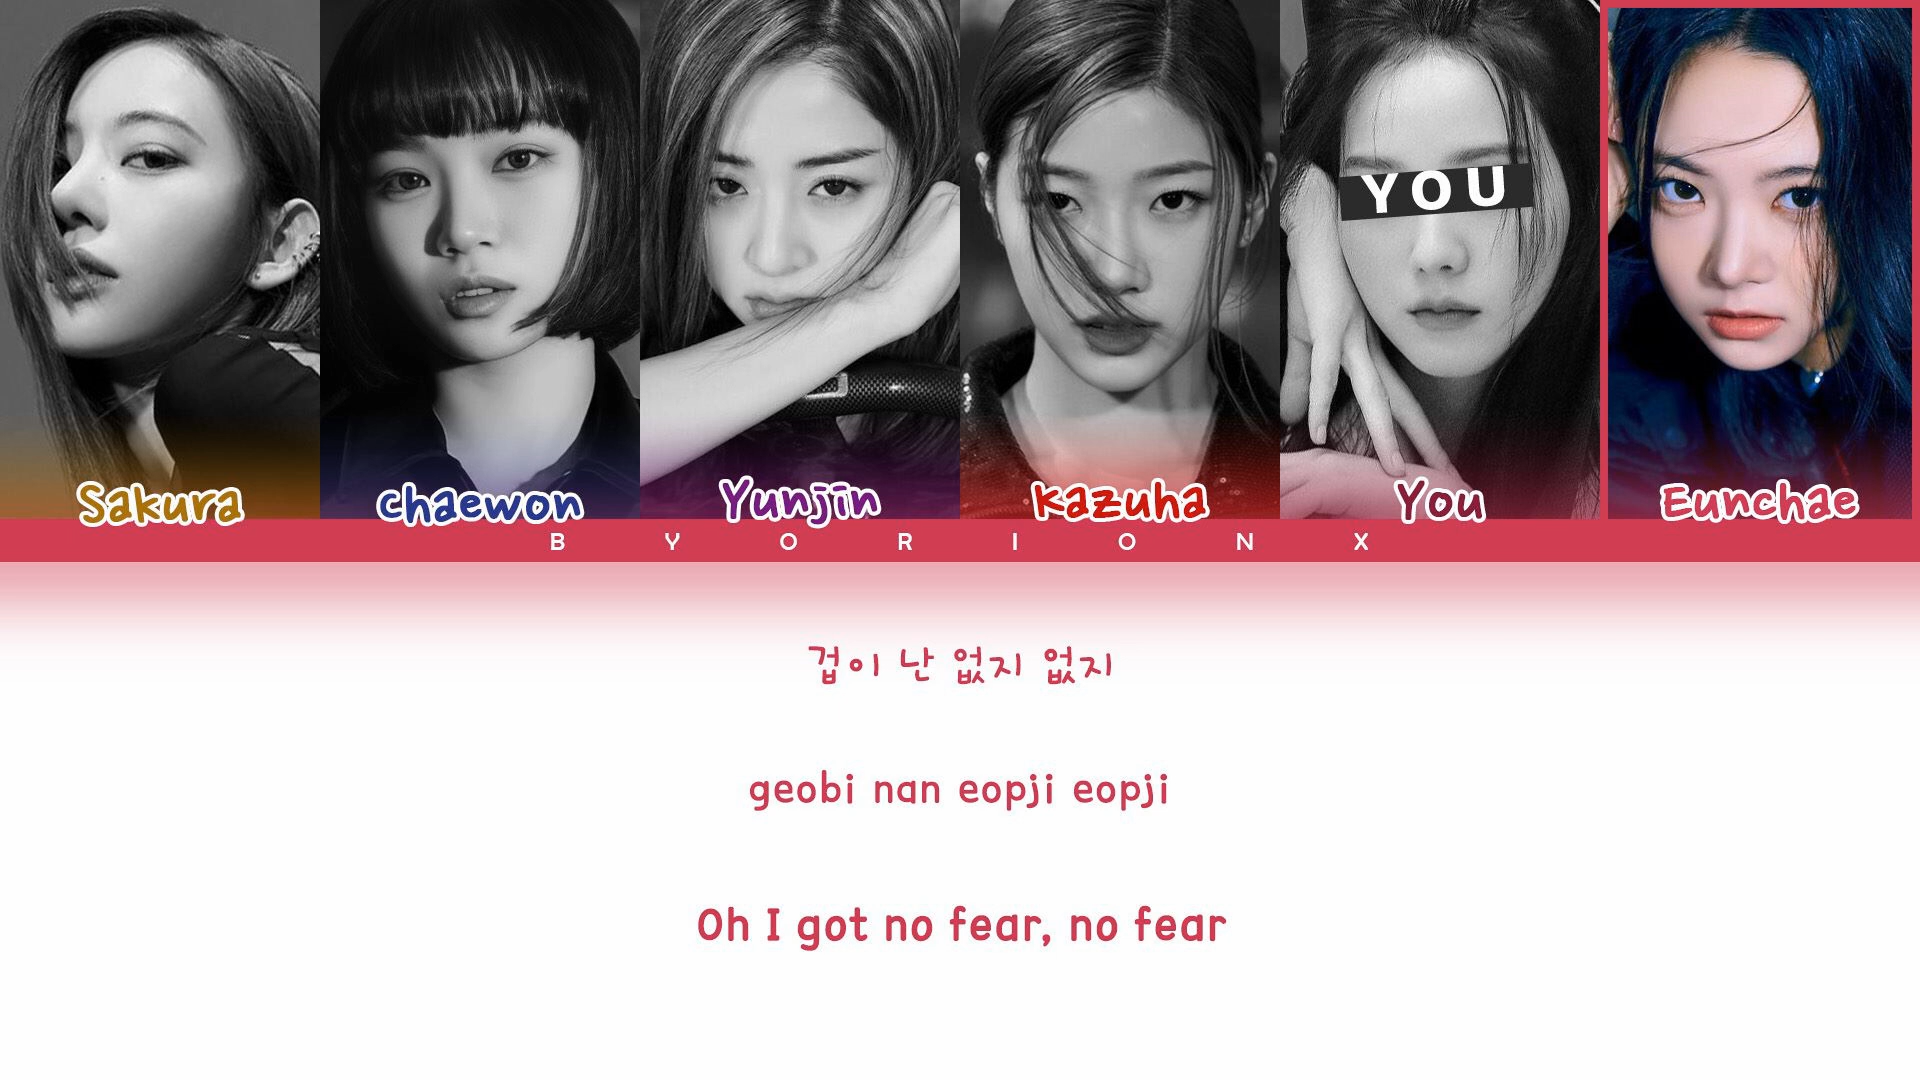 YOU
Sakura
chaewon
Yunjin
kazuha
You
Eunchae
B Y O R I O N X
겁이 난 없지 없지
geobi nan eopji eopji
Oh I got no fear, no fear